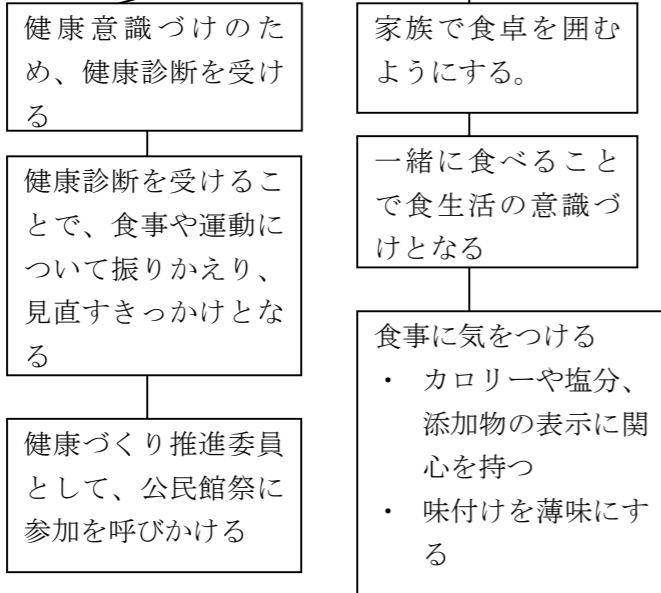 健康意識づけのた
め、健康診断を受け
る
健康診断を受けるこ
とで、食事や運動に
ついて振りかえり、
見直すきっかけとな
る
健康づくり推進委員
として、公民館祭に
参加を呼びかける
家族で食卓を囲む
ようにする。
一緒に食べること
で食生活の意識づ
けとなる
食事に気をつける
・ カロリーや塩分、
添加物の表示に関
心を持つ
・ 味付けを薄味にす
る